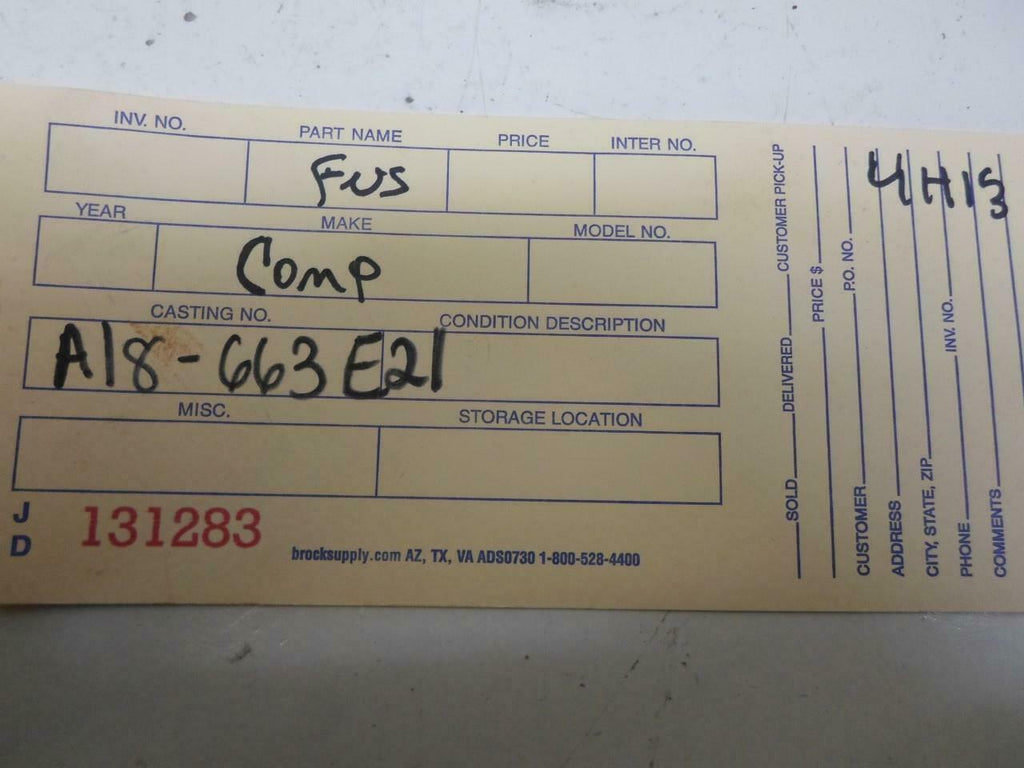 INV. NO. PART NAME PRICE INTER NO.
FUS
YEAR MAKE MODEL NO.
Comp
CASTING NO. CONDITION DESCRIPTION
A18-663E21
MISC. STORAGE LOCATION
J D 131283
brocksupply.com AZ, TX, VA ADS0730 1-800-528-4400
SOLD DELIVERED CUSTOMER PICK-UP
PRICE $
CUSTOMER P.O. NO.
ADDRESS
CITY, STATE, ZIP
PHONE INV. NO.
COMMENTS